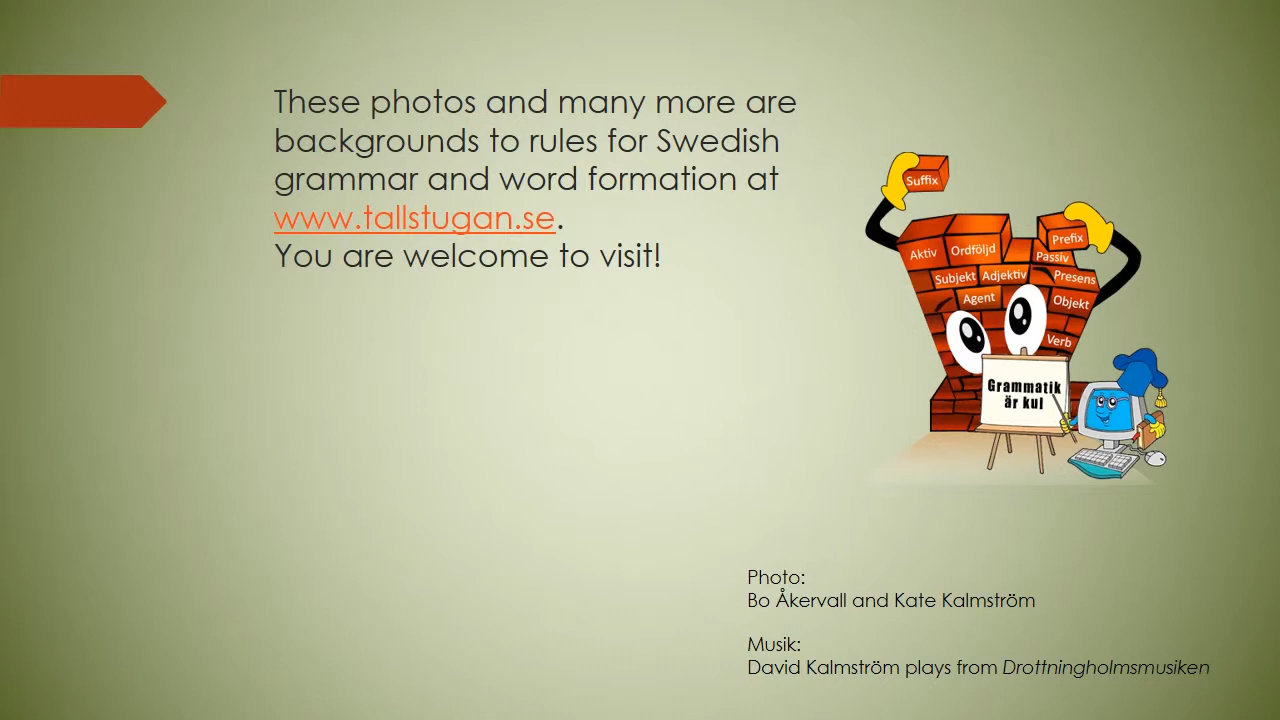 These photos and many more are
backgrounds to rules for Swedish
grammar and word formation at
www.tallstugan.se.
You are welcome to visit!
Suffix
Prefix
Aktiv Ordföljd Passiv
Subjekt Adjektiv Presens
Agent Objekt
Verb
Grammatik
är kul
Photo:
Bo Åkervall and Kate Kalmström
Musik:
David Kalmström plays from Drottningholmsmusiken